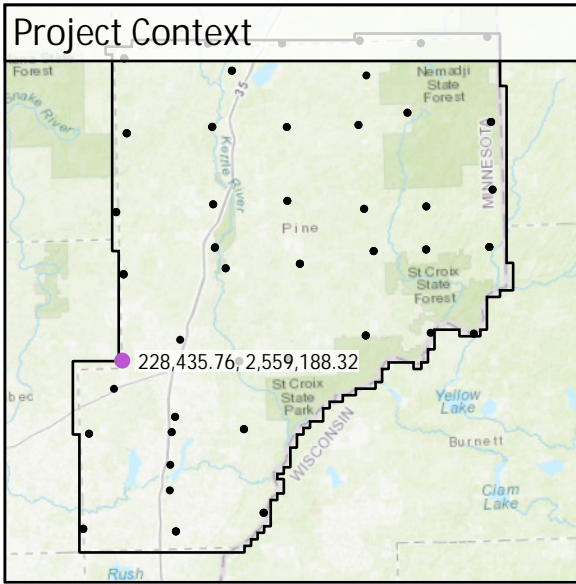 Project Context
Forest
Snake River
35
Nemadji
State
Forest
MINNESOTA
Kettle River
Pine
St Croix
State
Forest
228,435.76, 2,559,188.32
St Croix
State
Park
bec
WISCONSIN
Yellow
Lake
Burnett
Clam
Lake
Rush